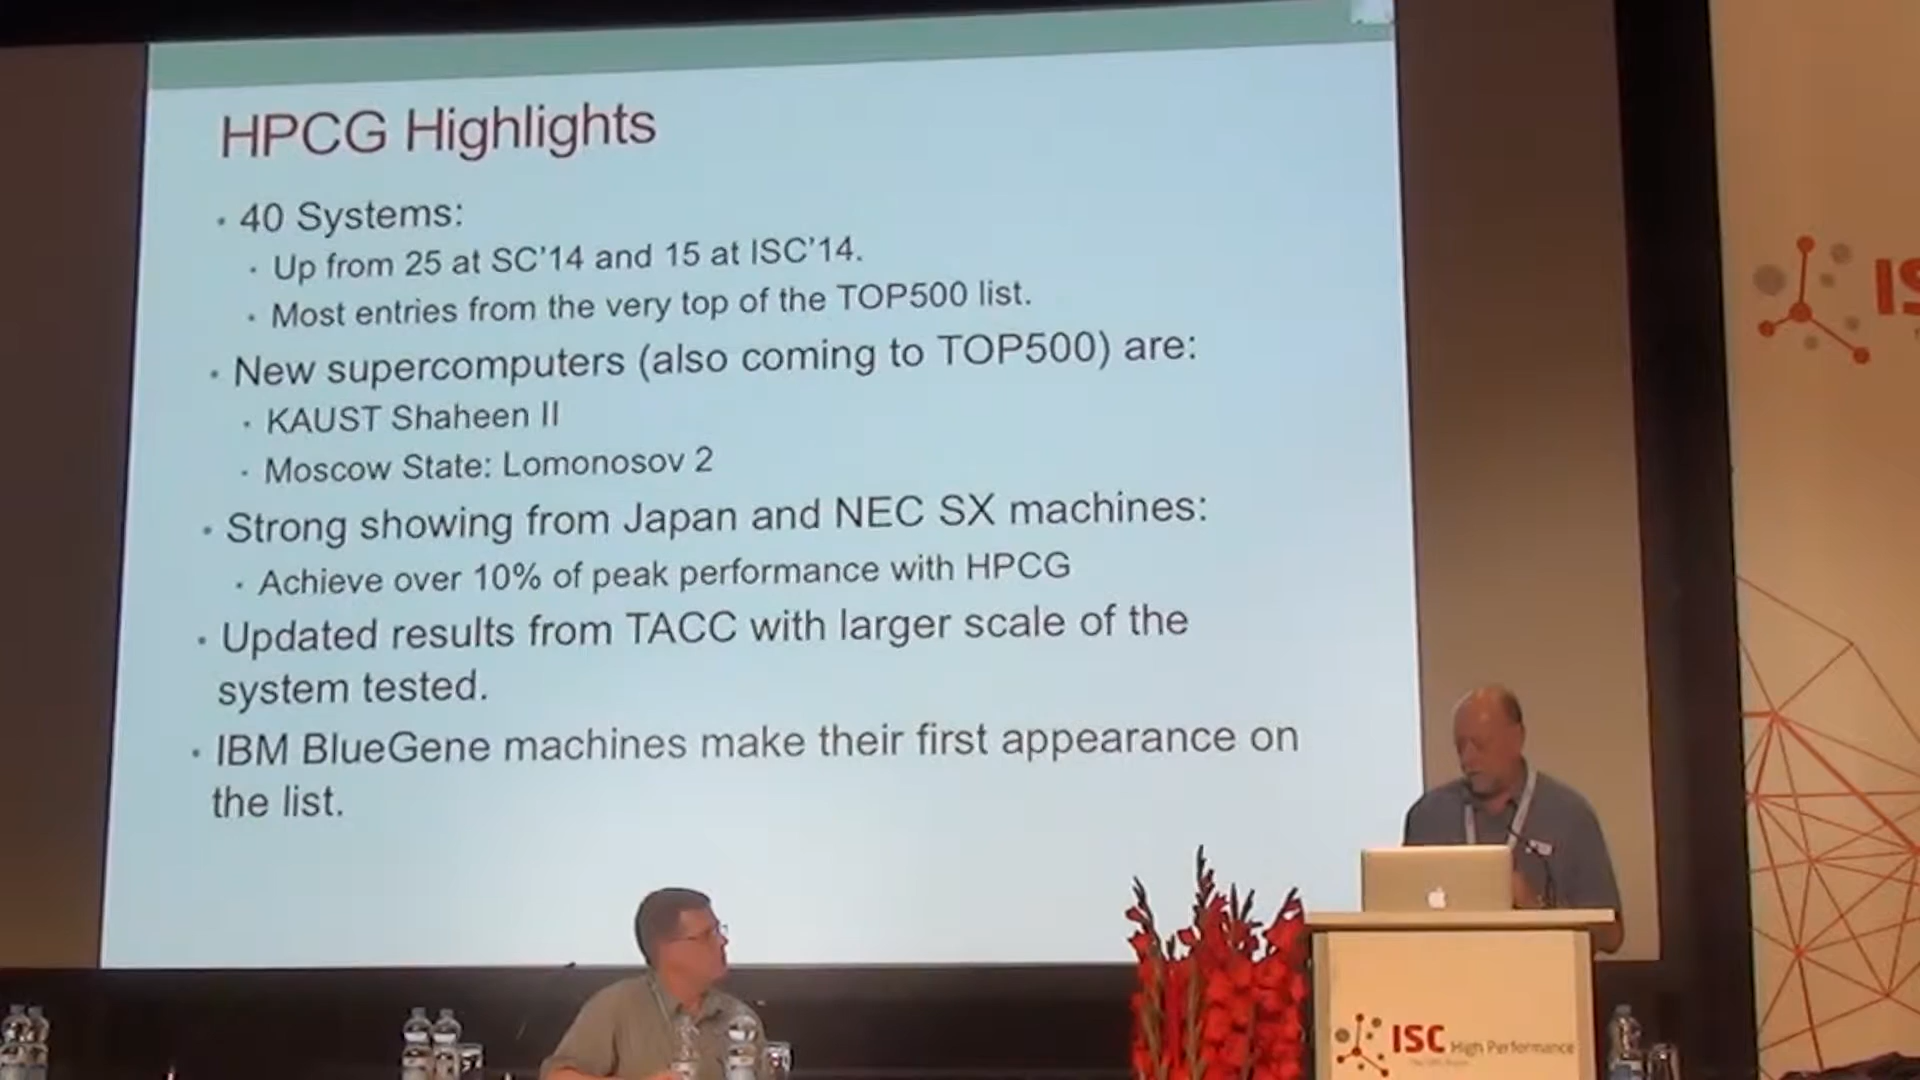 HPCG Highlights
• 40 Systems:
• Up from 25 at SC'14 and 15 at ISC'14.
• Most entries from the very top of the TOP500 list.
• New supercomputers (also coming to TOP500) are:
• KAUST Shaheen II
• Moscow State: Lomonosov 2
• Strong showing from Japan and NEC SX machines:
• Achieve over 10% of peak performance with HPCG
• Updated results from TACC with larger scale of the
system tested.
• IBM BlueGene machines make their first appearance on
the list.
IS
ISC High Performance